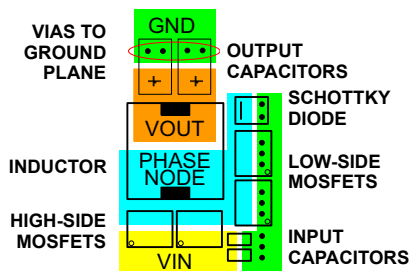 GND
VIAS TO
GROUND
PLANE
OUTPUT
CAPACITORS
+ +
VOUT
SCHOTTKY
DIODE
INDUCTOR
PHASE
NODE
LOW-SIDE
MOSFETS
HIGH-SIDE
MOSFETS
VIN
INPUT
CAPACITORS